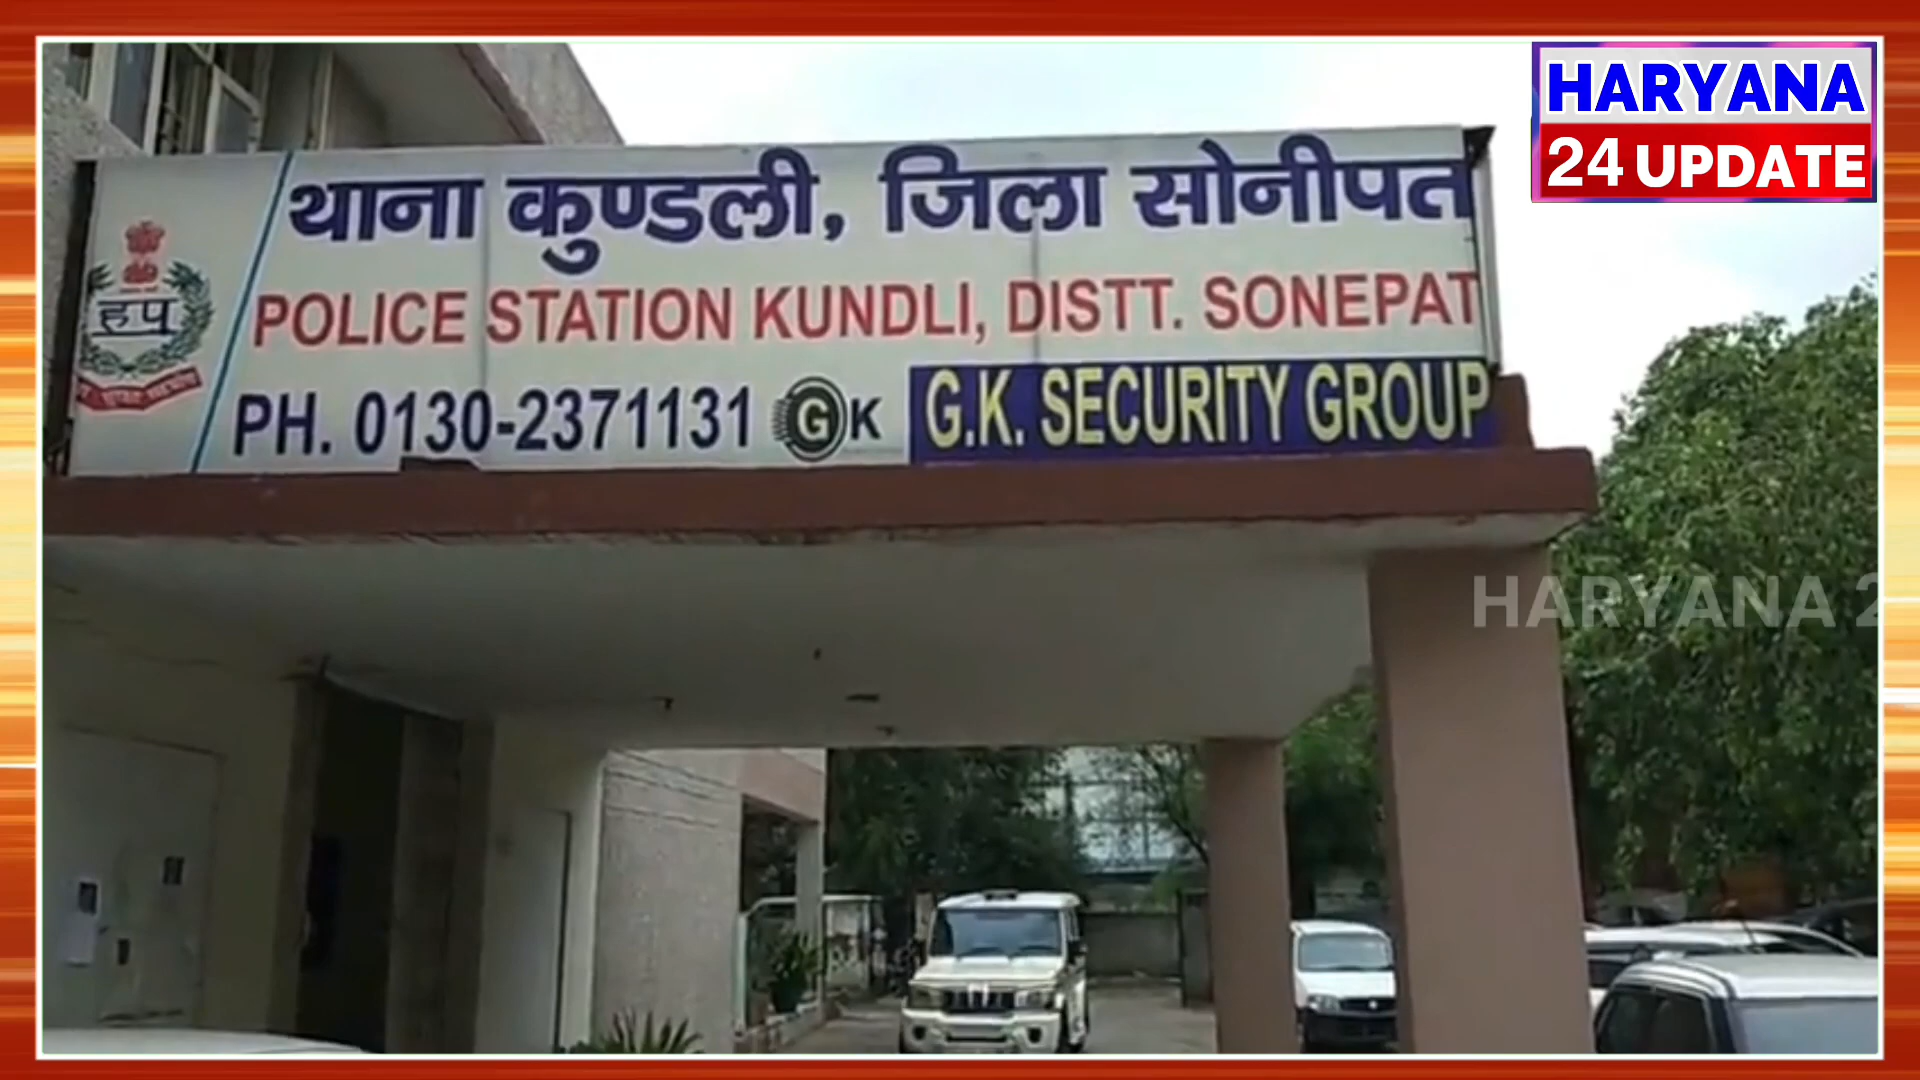 HARYANA
24 UPDATE
थाना कुण्डली, जिला सोनीपत
हप
POLICE STATION KUNDLI, DISTT. SONEPAT
PH. 0130-2371131 GK G.K. SECURITY GROUP
HARYANA 2